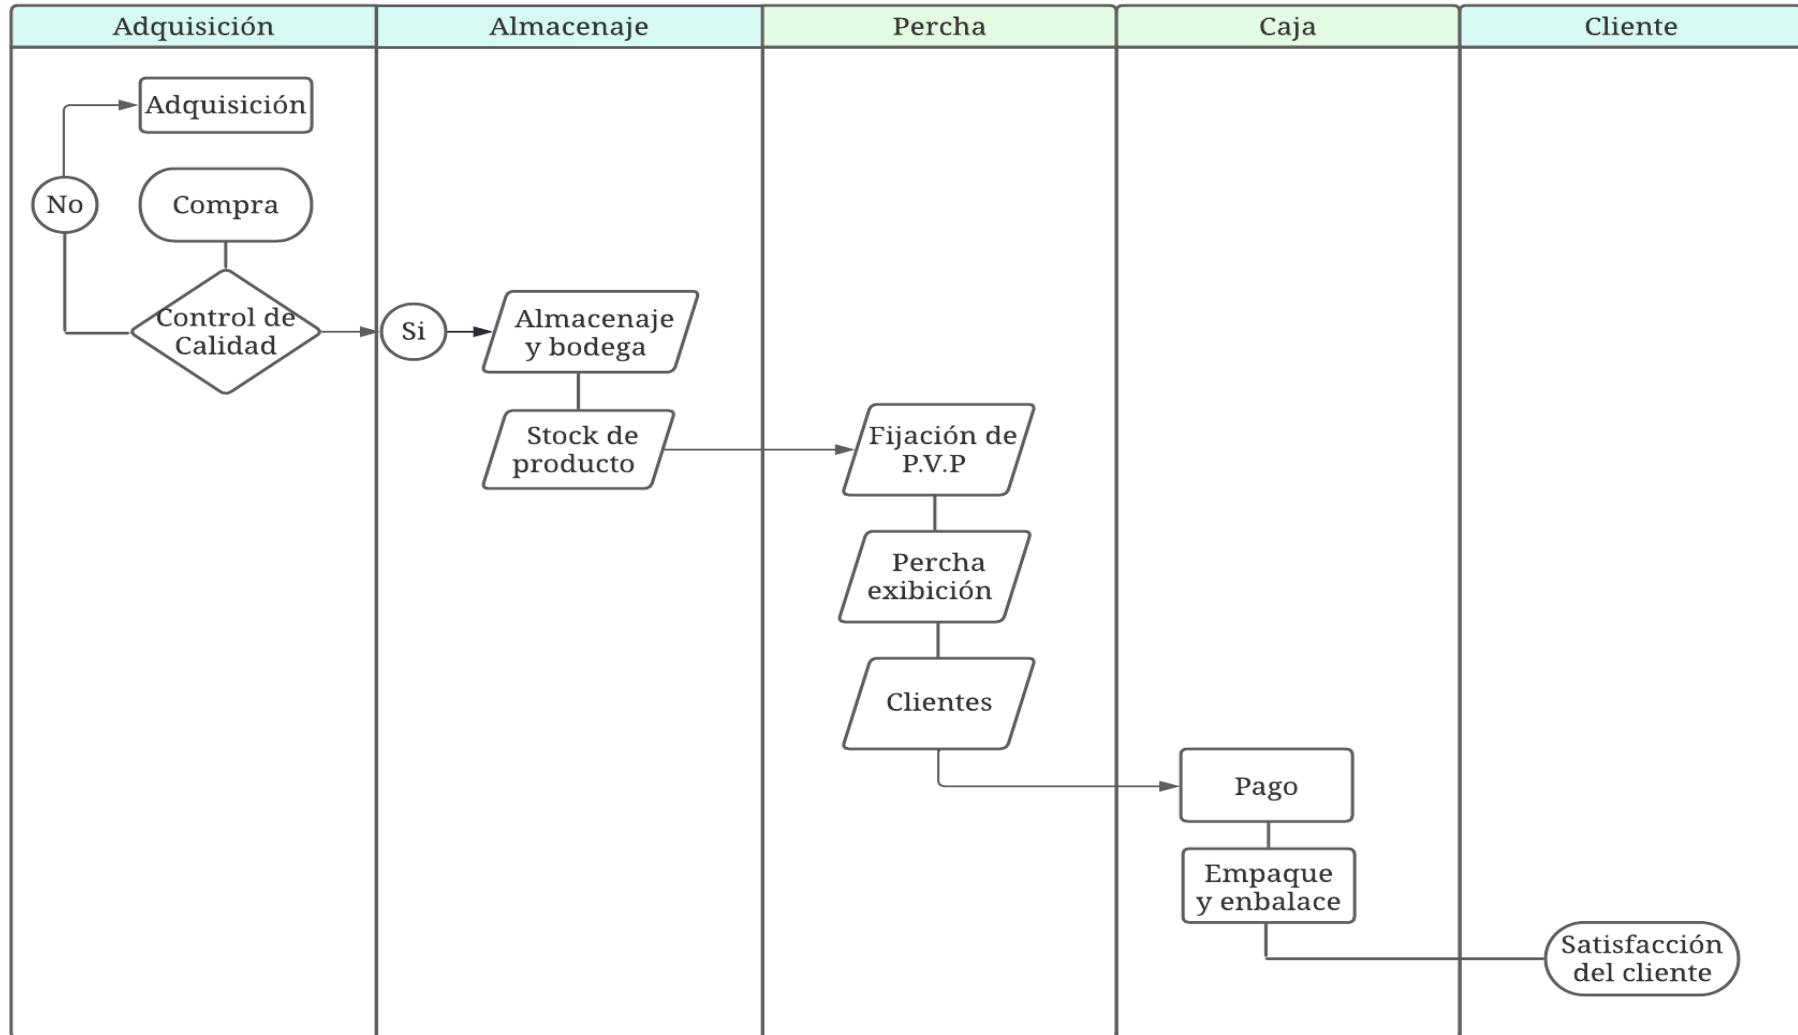 Adquisición
Almacenaje
Percha
Caja
Cliente
Adquisición
No
Compra
Control de
Calidad
Si
Almacenaje
y bodega
Stock de
producto
Fijación de
P.V.P
Percha
exibición
Clientes
Pago
Empaque
y enbalace
Satisfacción
del cliente